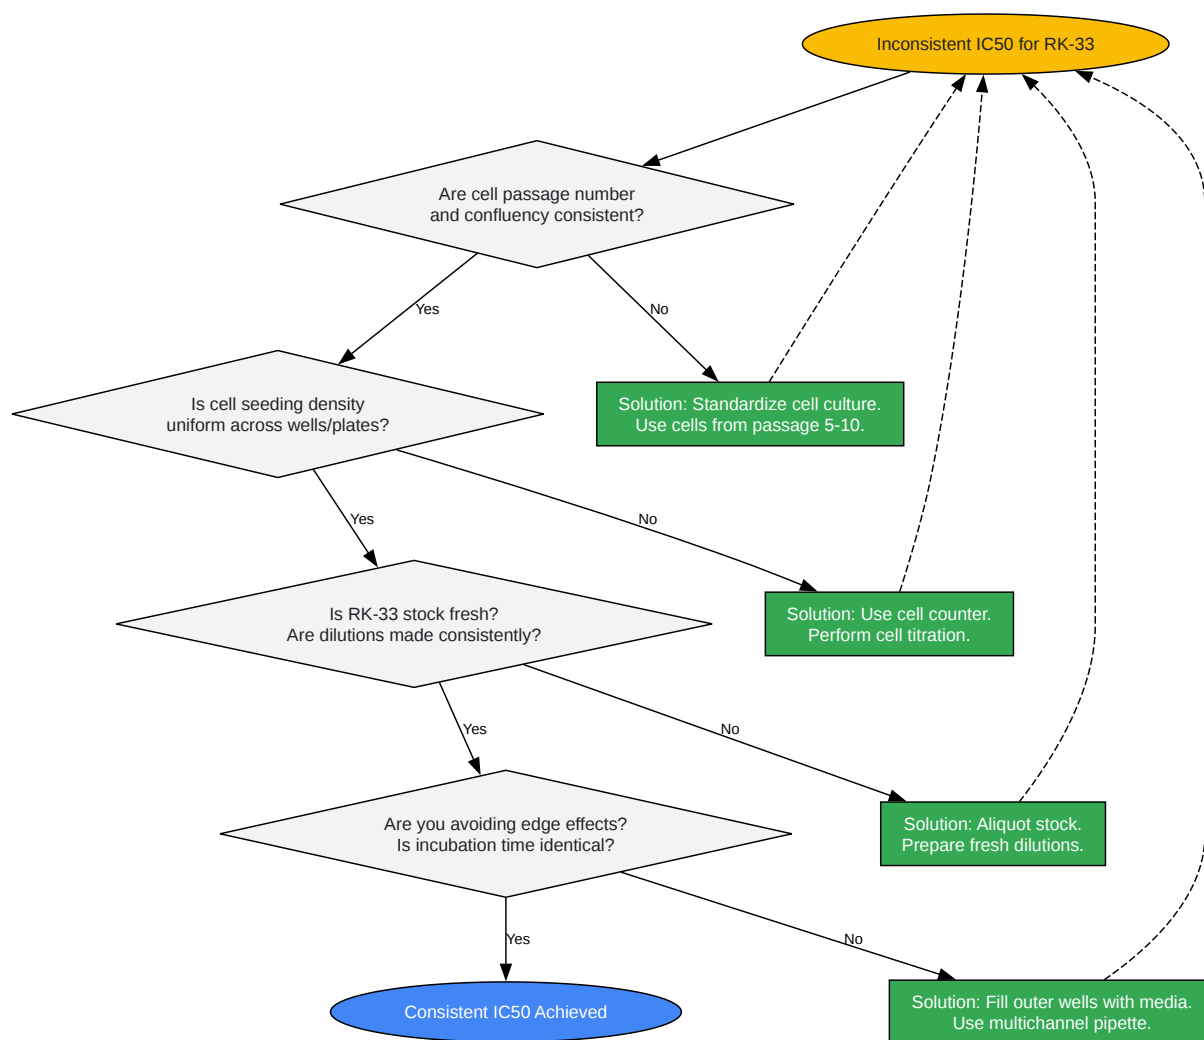 Inconsistent IC50 for RK-33
Are cell passage number
and confluency consistent?
Yes
No
Is cell seeding density
uniform across wells/plates?
Solution: Standardize cell culture.
Use cells from passage 5-10.
Yes
No
Is RK-33 stock fresh?
Are dilutions made consistently?
Solution: Use cell counter.
Perform cell titration.
Yes
No
Are you avoiding edge effects?
Is incubation time identical?
Solution: Aliquot stock.
Prepare fresh dilutions.
Yes
No
Consistent IC50 Achieved
Solution: Fill outer wells with media.
Use multichannel pipette.